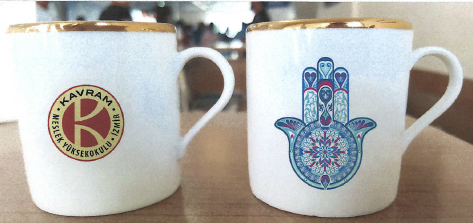 KAVRAM
K
MESLEK YÜKSEKOKULU • İZMİR